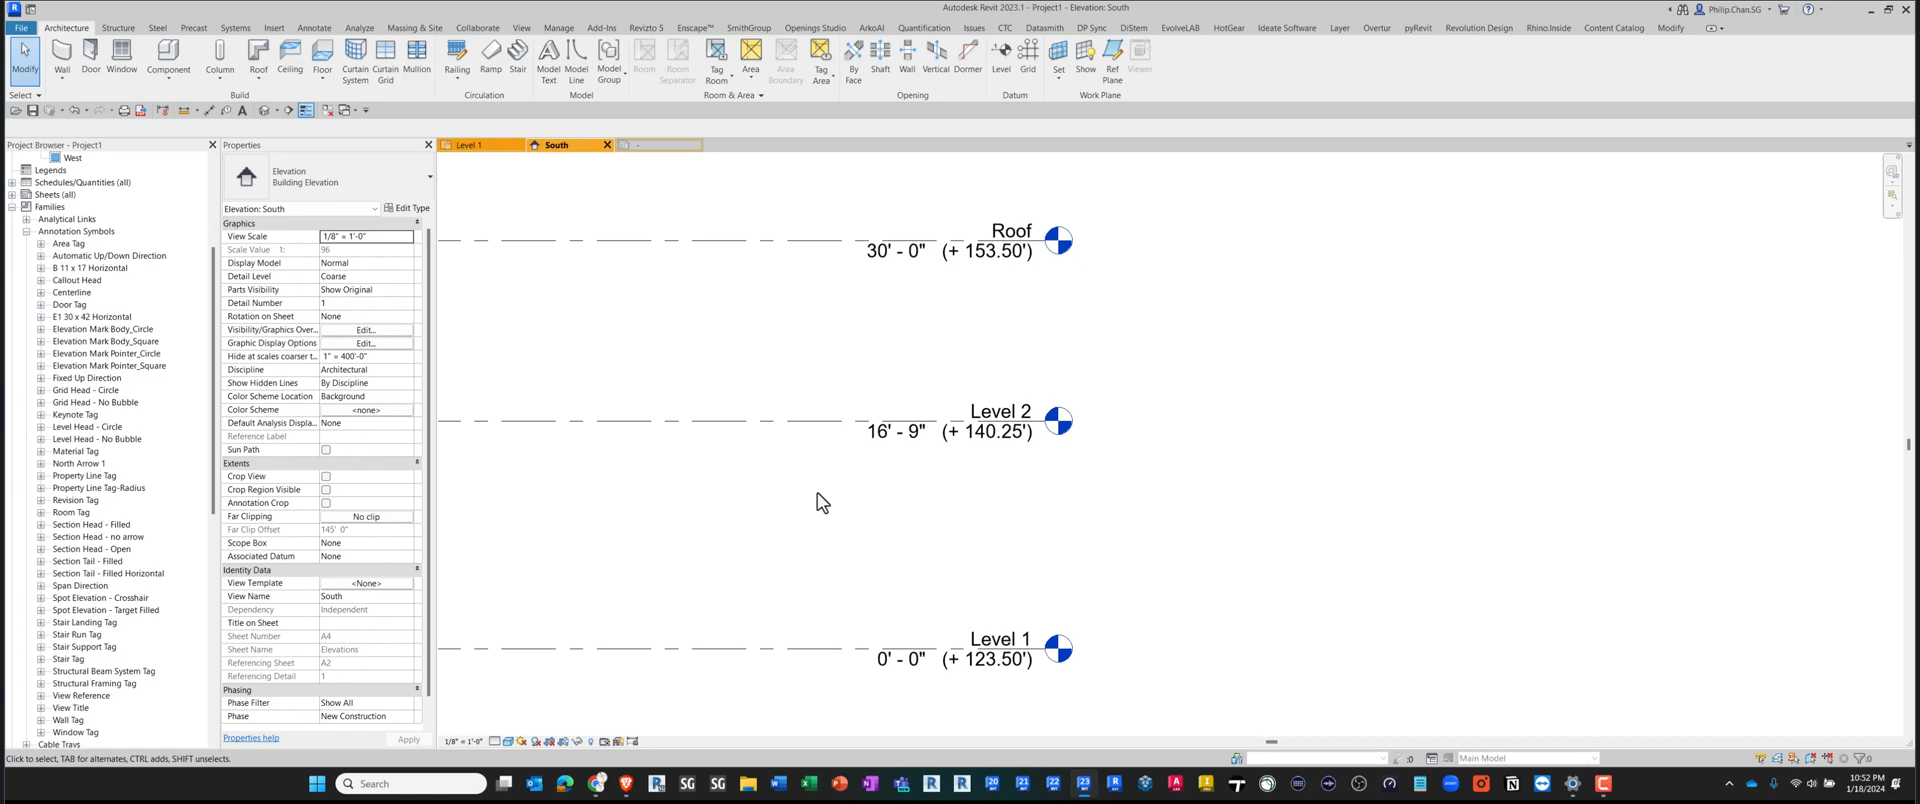 Autodesk Revit 2023.1 - Project1 - Elevation: South
Philip.Chan.SG
File Architecture Structure Steel Precast Systems Insert Annotate Analyze Massing & Site Collaborate View Manage Add-Ins Revizto 5 Enscape™ SmithGroup Openings Studio ArkoAI Quantification Issues CTC Datasmith DP Sync DiStem EvolveLAB HotGear Ideate Software Layer Overtur pyRevit Revolution Design Rhino.Inside Content Catalog Modify
Modify Wall Door Window Component Column Roof Ceiling Floor Curtain System Curtain Grid Mullion Railing Ramp Stair Model Text Model Line Model Group Room Room Separator Tag Room Area Area Boundary Tag Area By Face Shaft Wall Vertical Dormer Level Grid Set Show Ref Plane Viewer
Select Build Circulation Model Room & Area Opening Datum Work Plane
Project Browser - Project1
West
Legends
Schedules/Quantities (all)
Sheets (all)
Families
Analytical Links
Annotation Symbols
Area Tag
Automatic Up/Down Direction
B 11 x 17 Horizontal
Callout Head
Centerline
Door Tag
E1 30 x 42 Horizontal
Elevation Mark Body_Circle
Elevation Mark Body_Square
Elevation Mark Pointer_Circle
Elevation Mark Pointer_Square
Fixed Up Direction
Grid Head - Circle
Grid Head - No Bubble
Keynote Tag
Level Head - Circle
Level Head - No Bubble
Material Tag
North Arrow 1
Property Line Tag
Property Line Tag-Radius
Revision Tag
Room Tag
Section Head - Filled
Section Head - no arrow
Section Head - Open
Section Tail - Filled
Section Tail - Filled Horizontal
Span Direction
Spot Elevation - Crosshair
Spot Elevation - Target Filled
Stair Landing Tag
Stair Run Tag
Stair Support Tag
Stair Tag
Structural Beam System Tag
Structural Framing Tag
View Reference
View Title
Wall Tag
Window Tag
Cable Trays
Properties
Elevation
Building Elevation
Elevation: South Edit Type
Graphics
View Scale 1/8" = 1'-0"
Scale Value 1: 96
Display Model Normal
Detail Level Coarse
Parts Visibility Show Original
Detail Number 1
Rotation on Sheet None
Visibility/Graphics Over... Edit...
Graphic Display Options Edit...
Hide at scales coarser t... 1" = 400'-0"
Discipline Architectural
Show Hidden Lines By Discipline
Color Scheme Location Background
Color Scheme <none>
Default Analysis Displa... None
Reference Label
Sun Path
Extents
Crop View
Crop Region Visible
Annotation Crop
Far Clipping No clip
Far Clip Offset 145' 0"
Scope Box None
Associated Datum None
Identity Data
View Template <None>
View Name South
Dependency Independent
Title on Sheet
Sheet Number A4
Sheet Name Elevations
Referencing Sheet A2
Referencing Detail 1
Phasing
Phase Filter Show All
Phase New Construction
Properties help Apply
Level 1 South -
Roof
30' - 0" (+ 153.50')
Level 2
16' - 9" (+ 140.25')
Level 1
0' - 0" (+ 123.50')
1/8" = 1'-0"
Click to select, TAB for alternates, CTRL adds, SHIFT unselects.
:0 Main Model :0
Search
10:52 PM
1/18/2024